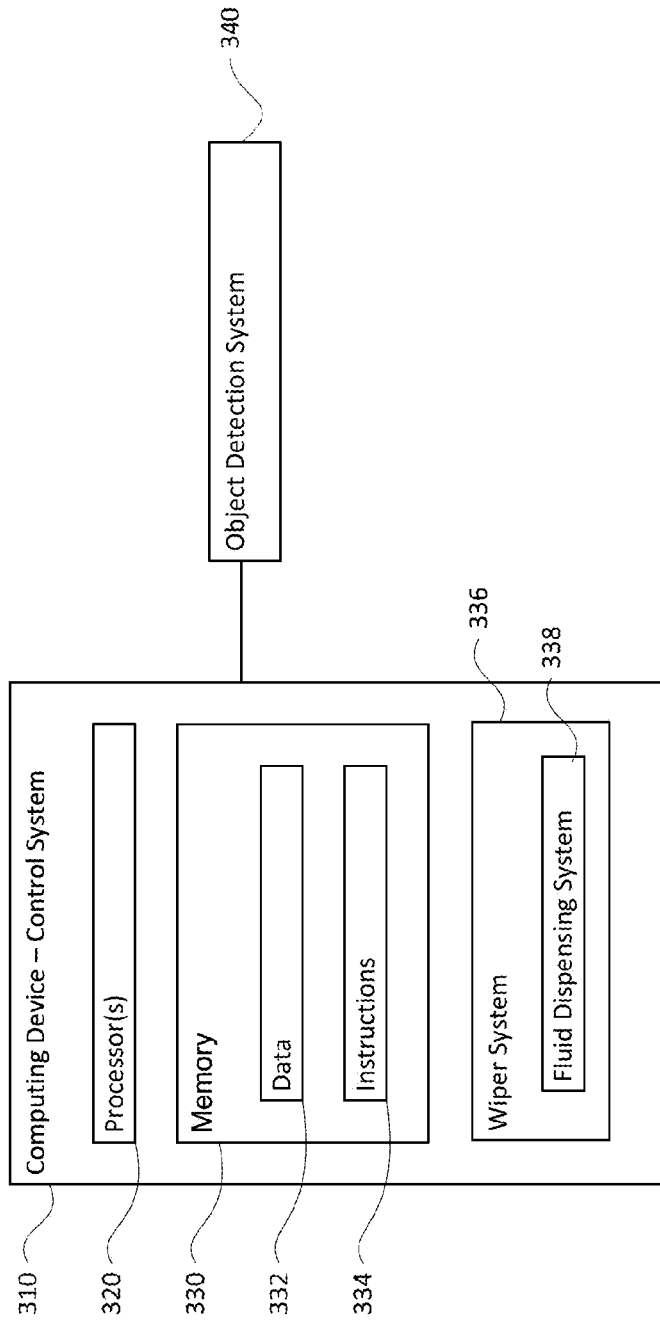 Computing Device – Control System
310
Processor(s)
320
Memory
330
Data
332
Instructions
334
Wiper System
336
Fluid Dispensing System
338
Object Detection System
340